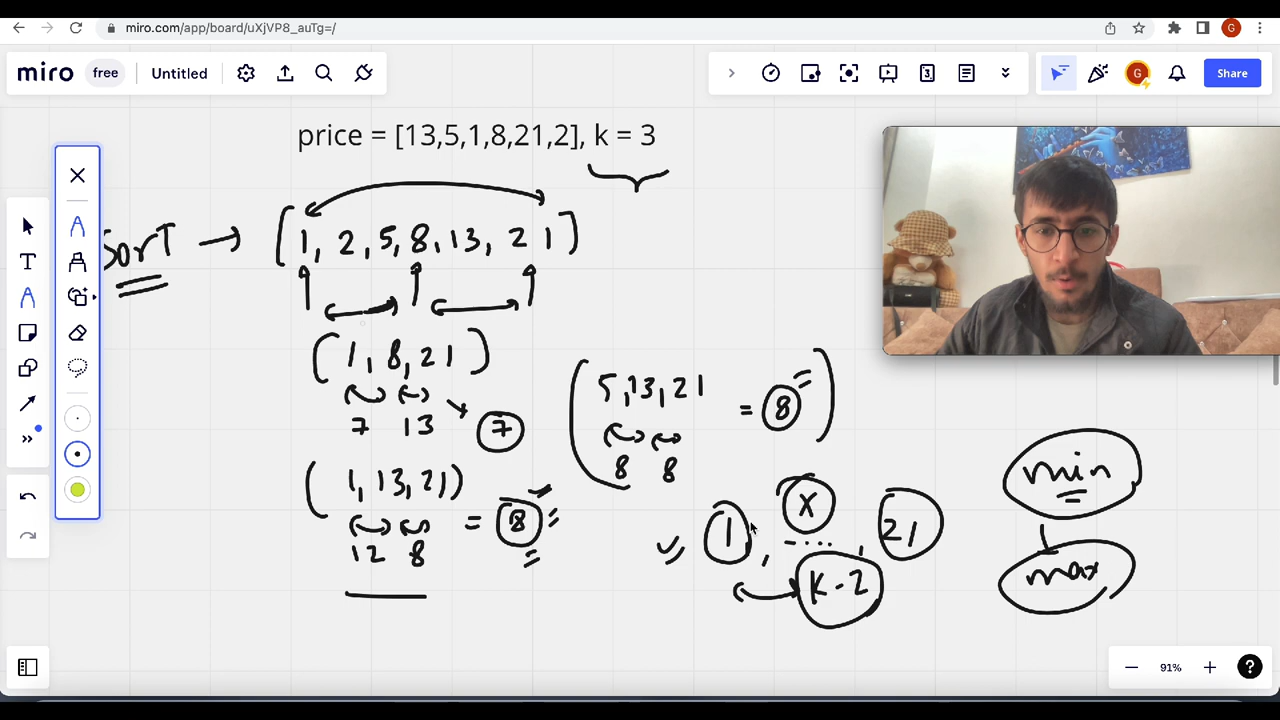 miro.com/app/board/uXjVP8_auTg=/
G
miro free Untitled
3
G
Share
price = [13,5,1,8,21,2], k = 3
SorT → [1, 2, 5, 8, 13, 21]
(1, 8, 21)
7 13 7
(1, 13, 21)
12 8 = 8
5, 13, 21
= 8
8 8
1, x ...., 21
K-2
min
max
T
91%
?